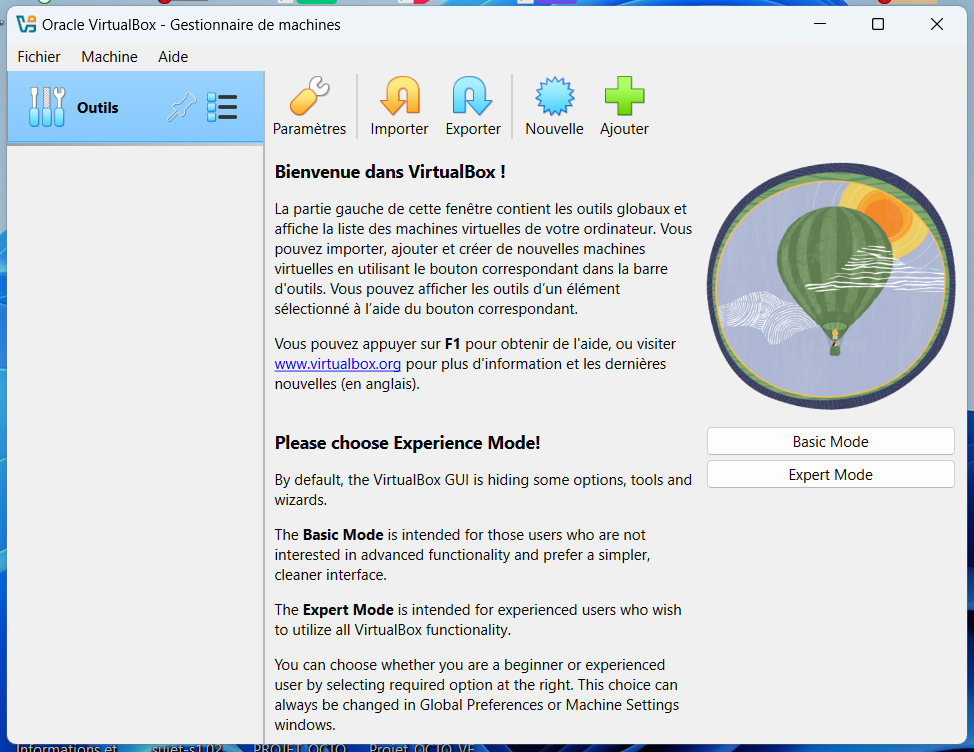 Oracle VirtualBox - Gestionnaire de machines
Fichier Machine Aide
Outils
Paramètres Importer Exporter Nouvelle Ajouter
Bienvenue dans VirtualBox !
La partie gauche de cette fenêtre contient les outils globaux et
affiche la liste des machines virtuelles de votre ordinateur. Vous
pouvez importer, ajouter et créer de nouvelles machines
virtuelles en utilisant le bouton correspondant dans la barre
d'outils. Vous pouvez afficher les outils d’un élément
sélectionné à l’aide du bouton correspondant.
Vous pouvez appuyer sur F1 pour obtenir de l'aide, ou visiter
www.virtualbox.org pour plus d'information et les dernières
nouvelles (en anglais).
Please choose Experience Mode!
By default, the VirtualBox GUI is hiding some options, tools and
wizards.
The Basic Mode is intended for those users who are not
interested in advanced functionality and prefer a simpler,
cleaner interface.
The Expert Mode is intended for experienced users who wish
to utilize all VirtualBox functionality.
You can choose whether you are a beginner or experienced
user by selecting required option at the right. This choice can
always be changed in Global Preferences or Machine Settings
windows.
Basic Mode
Expert Mode
Informations et sujet-s1.02 PROJET OCTO Projet OCTO VF